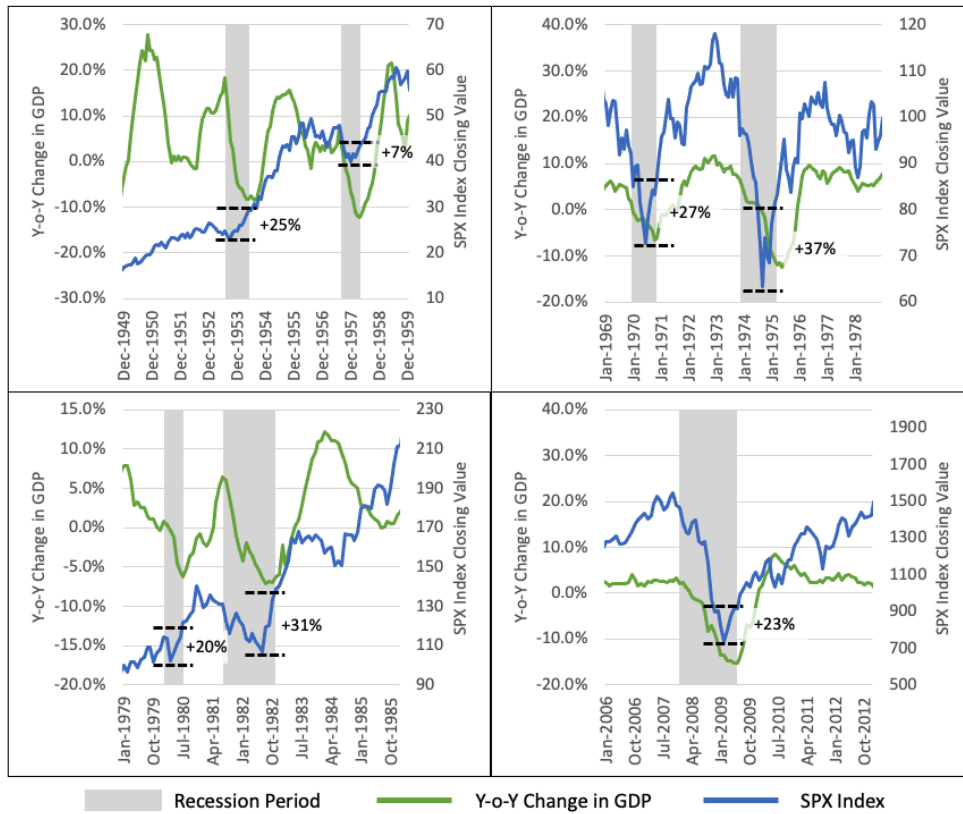 30.0%
20.0%
10.0%
0.0%
-10.0%
-20.0%
-30.0%
Y-o-Y Change in GDP
70
60
50
40
30
20
10
SPX Index Closing Value
+25%
+7%
Dec-1949
Dec-1950
Dec-1951
Dec-1952
Dec-1953
Dec-1954
Dec-1955
Dec-1956
Dec-1957
Dec-1958
Dec-1959
40.0%
30.0%
20.0%
10.0%
0.0%
-10.0%
-20.0%
Y-o-Y Change in GDP
120
110
100
90
80
70
60
SPX Index Closing Value
+27%
+37%
Jan-1969
Jan-1970
Jan-1971
Jan-1972
Jan-1973
Jan-1974
Jan-1975
Jan-1976
Jan-1977
Jan-1978
15.0%
10.0%
5.0%
0.0%
-5.0%
-10.0%
-15.0%
-20.0%
Y-o-Y Change in GDP
230
210
190
170
150
130
110
90
SPX Index Closing Value
+20%
+31%
Jan-1979
Oct-1979
Jul-1980
Apr-1981
Jan-1982
Oct-1982
Jul-1983
Apr-1984
Jan-1985
Oct-1985
40.0%
30.0%
20.0%
10.0%
0.0%
-10.0%
-20.0%
Y-o-Y Change in GDP
1900
1700
1500
1300
1100
900
700
500
SPX Index Closing Value
+23%
Jan-2006
Oct-2006
Jul-2007
Apr-2008
Jan-2009
Oct-2009
Jul-2010
Apr-2011
Jan-2012
Oct-2012
Recession Period
Y-o-Y Change in GDP
SPX Index